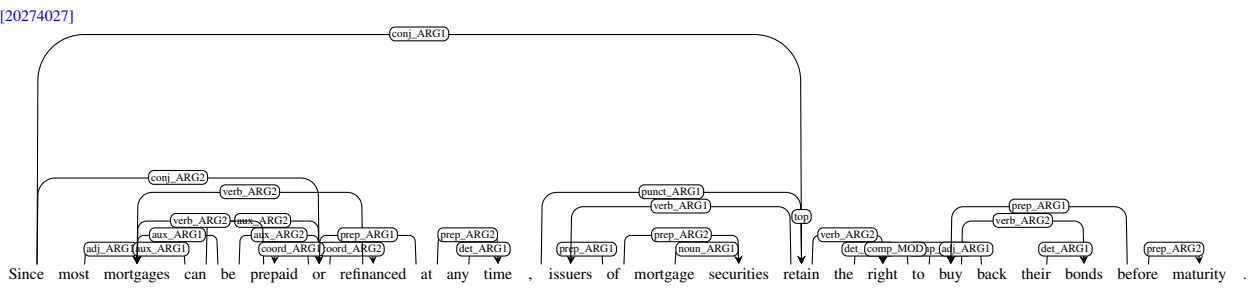 [20274027]
conj_ARG1
conj_ARG2
verb_ARG2 punct_ARG1
verb_ARG1 prep_ARG1
top
verb_ARG2 aux_ARG2 verb_ARG2
aux_ARG1 aux_ARG2 prep_ARG1 prep_ARG2 prep_ARG2 verb_ARG2
adj_ARG1 aux_ARG1 coord_ARG1 coord_ARG2 det_ARG1 prep_ARG1 noun_ARG1 comp_MOD adj_ARG1 det_ARG1 prep_ARG2
Since most mortgages can be prepaid or refinanced at any time , issuers of mortgage securities retain the right to buy back their bonds before maturity .